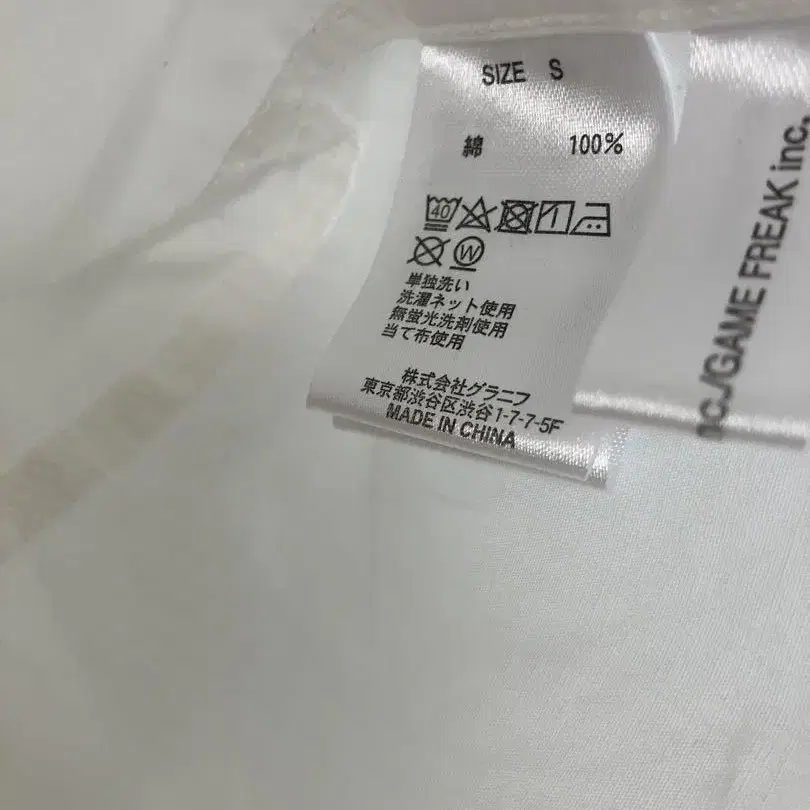 SIZE S
綿 100%
40
W
単独洗い
洗濯ネット使用
無蛍光洗剤使用
当て布使用
株式会社グラニフ
東京都渋谷区渋谷1-7-7-5F
MADE IN CHINA
nc./GAME FREAK inc.